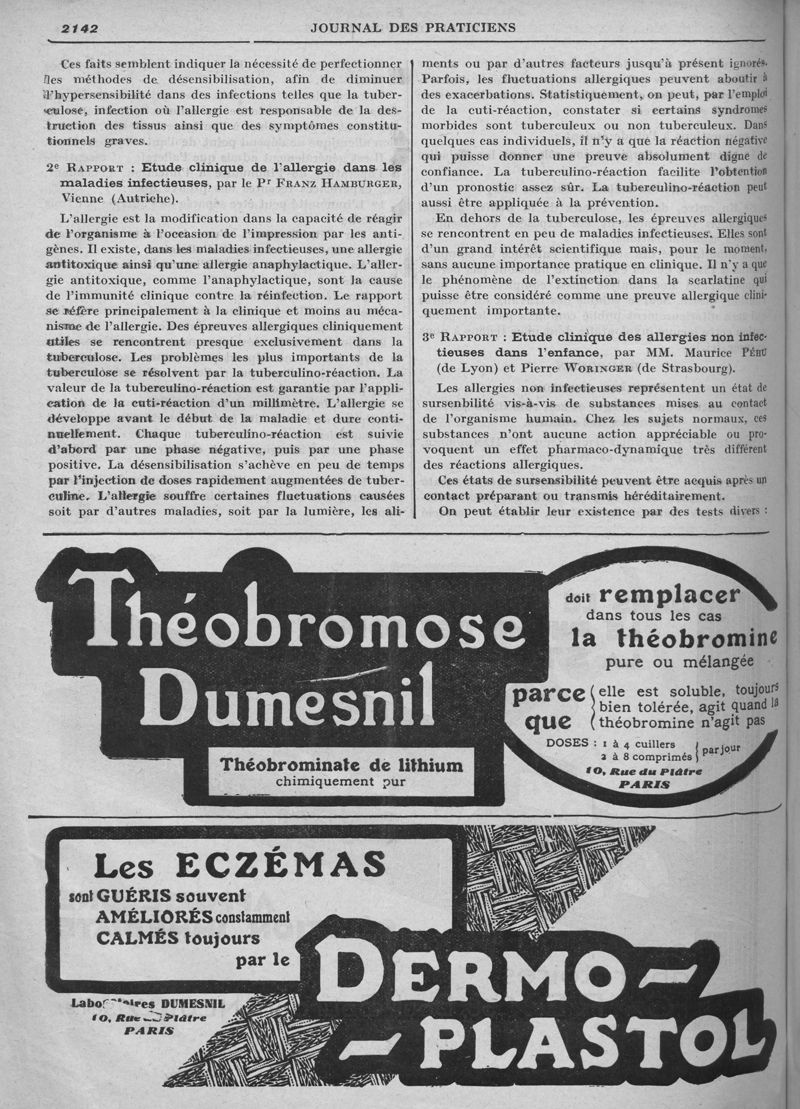 2142
JOURNAL DES PRATICIENS
Ces faits semblent indiquer la nécessité de perfectionner
les méthodes de désensibilisation, afin de diminuer
d'hypersensibilité dans des infections telles que la tuber-
culose, infection où l'allergie est responsable de la des-
truction des tissus ainsi que des symptômes constitu-
tionnels graves.
2e RAPPORT : Etude clinique de l'allergie dans les
maladies infectieuses, par le Pr FRANZ HAMBURGER,
Vienne (Autriche).
L'allergie est la modification dans la capacité de réagir
de l'organisme à l'occasion de l'impression par les anti-
gènes. Il existe, dans les maladies infectieuses, une allergie
antitoxique ainsi qu'une allergie anaphylactique. L'aller-
gie antitoxique, comme l'anaphylactique, sont la cause
de l'immunité clinique contre la réinfection. Le rapport
se réfère principalement à la clinique et moins au méca-
nisme de l'allergie. Des épreuves allergiques cliniquement
utiles se rencontrent presque exclusivement dans la
tuberculose. Les problèmes les plus importants de la
tuberculose se résolvent par la tuberculino-réaction. La
valeur de la tuberculino-réaction est garantie par l'appli-
cation de la cuti-réaction d'un millimètre. L'allergie se
développe avant le début de la maladie et dure conti-
nuellement. Chaque tuberculino-réaction est suivie
d'abord par une phase négative, puis par une phase
positive. La désensibilisation s'achève en peu de temps
par l'injection de doses rapidement augmentées de tuber-
culine. L'allergie souffre certaines fluctuations causées
soit par d'autres maladies, soit par la lumière, les ali-
ments ou par d'autres facteurs jusqu'à présent ignorés.
Parfois, les fluctuations allergiques peuvent aboutir à
des exacerbations. Statistiquement, on peut, par l'emploi
de la cuti-réaction, constater si certains syndromes
morbides sont tuberculeux ou non tuberculeux. Dans
quelques cas individuels, il n'y a que la réaction négative
qui puisse donner une preuve absolument digne de
confiance. La tuberculino-réaction facilite l'obtention
d'un pronostic assez sûr. La tuberculino-réaction peut
aussi être appliquée à la prévention.
En dehors de la tuberculose, les épreuves allergiques
se rencontrent en peu de maladies infectieuses. Elles sont
d'un grand intérêt scientifique mais, pour le moment,
sans aucune importance pratique en clinique. Il n'y a que
le phénomène de l'extinction dans la scarlatine qui
puisse être considéré comme une preuve allergique clini-
quement importante.
3e RAPPORT : Etude clinique des allergies non infec-
tieuses dans l'enfance, par MM. Maurice PÉHU
(de Lyon) et Pierre WORINGER (de Strasbourg).
Les allergies non infectieuses représentent un état de
sursenbilité vis-à-vis de substances mises au contact
de l'organisme humain. Chez les sujets normaux, ces
substances n'ont aucune action appréciable ou pro-
voquent un effet pharmaco-dynamique très différent
des réactions allergiques.
Ces états de sursensibilité peuvent être acquis après un
contact préparant ou transmis héréditairement.
On peut établir leur existence par des tests divers :
Théobromose
Dumesnil
Théobrominate de lithium
chimiquement pur
doit remplacer
dans tous les cas
la théobromine
pure ou mélangée
parce que
elle est soluble, toujours
bien tolérée, agit quand la
théobromine n'agit pas
DOSES : 1 à 4 cuillers
2 à 8 comprimés
par jour
10, Rue du Plâtre
PARIS
Les ECZÉMAS
sont GUÉRIS souvent
AMÉLIORÉS constamment
CALMÉS toujours
par le
DERMO-
-PLASTOL
Laboratoires DUMESNIL
10, Rue du Plâtre
PARIS